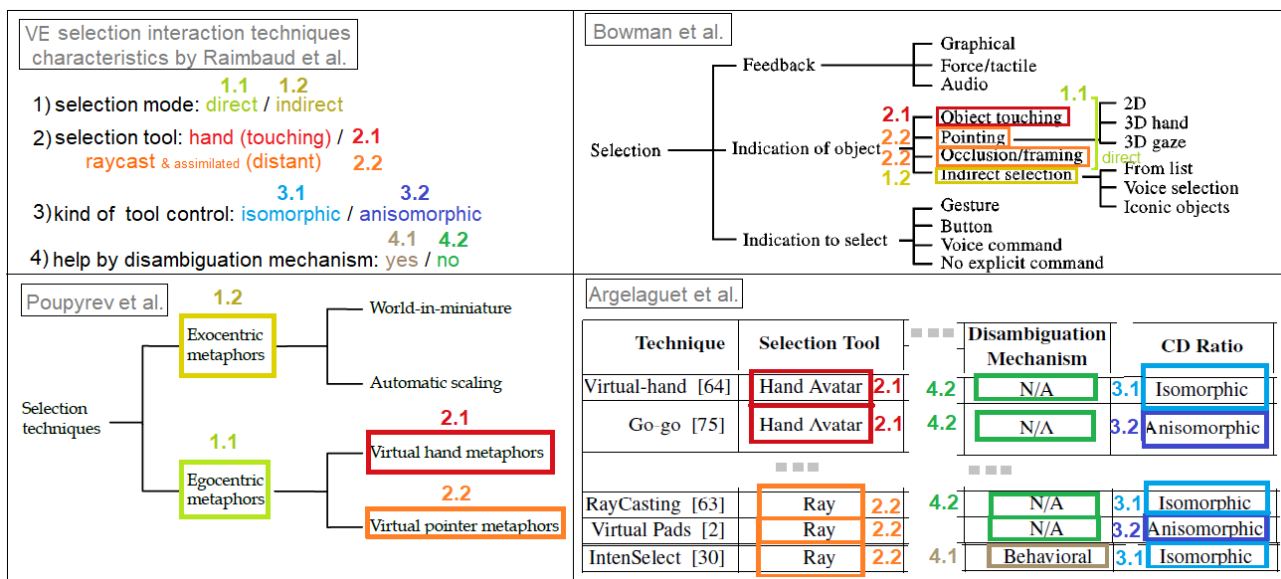 VE selection interaction techniques
characteristics by Raimbaud et al.
1.1 1.2
1) selection mode: direct / indirect
2) selection tool: hand (touching) / 2.1
raycast & assimilated (distant) 2.2
3.1 3.2
3) kind of tool control: isomorphic / anisomorphic
4.1 4.2
4) help by disambiguation mechanism: yes / no
Bowman et al.
Selection
Feedback
Graphical
Force/tactile
Audio
Indication of object
1.1
2.1 Object touching
2.2 Pointing
2.2 Occlusion/framing
1.2 Indirect selection
direct
2D
3D hand
3D gaze
From list
Voice selection
Iconic objects
Indication to select
Gesture
Button
Voice command
No explicit command
Poupyrev et al.
Selection
techniques
1.2
Exocentric
metaphors
World-in-miniature
Automatic scaling
1.1
Egocentric
metaphors
2.1
Virtual hand metaphors
2.2
Virtual pointer metaphors
Argelaguet et al.
Technique Selection Tool Disambiguation Mechanism CD Ratio
Virtual-hand [64] Hand Avatar 2.1 4.2 N/A 3.1 Isomorphic
Go-go [75] Hand Avatar 2.1 4.2 N/A 3.2 Anisomorphic
RayCasting [63] Ray 2.2 4.2 N/A 3.1 Isomorphic
Virtual Pads [2] Ray 2.2 N/A 3.2 Anisomorphic
IntenSelect [30] Ray 2.2 4.1 Behavioral 3.1 Isomorphic